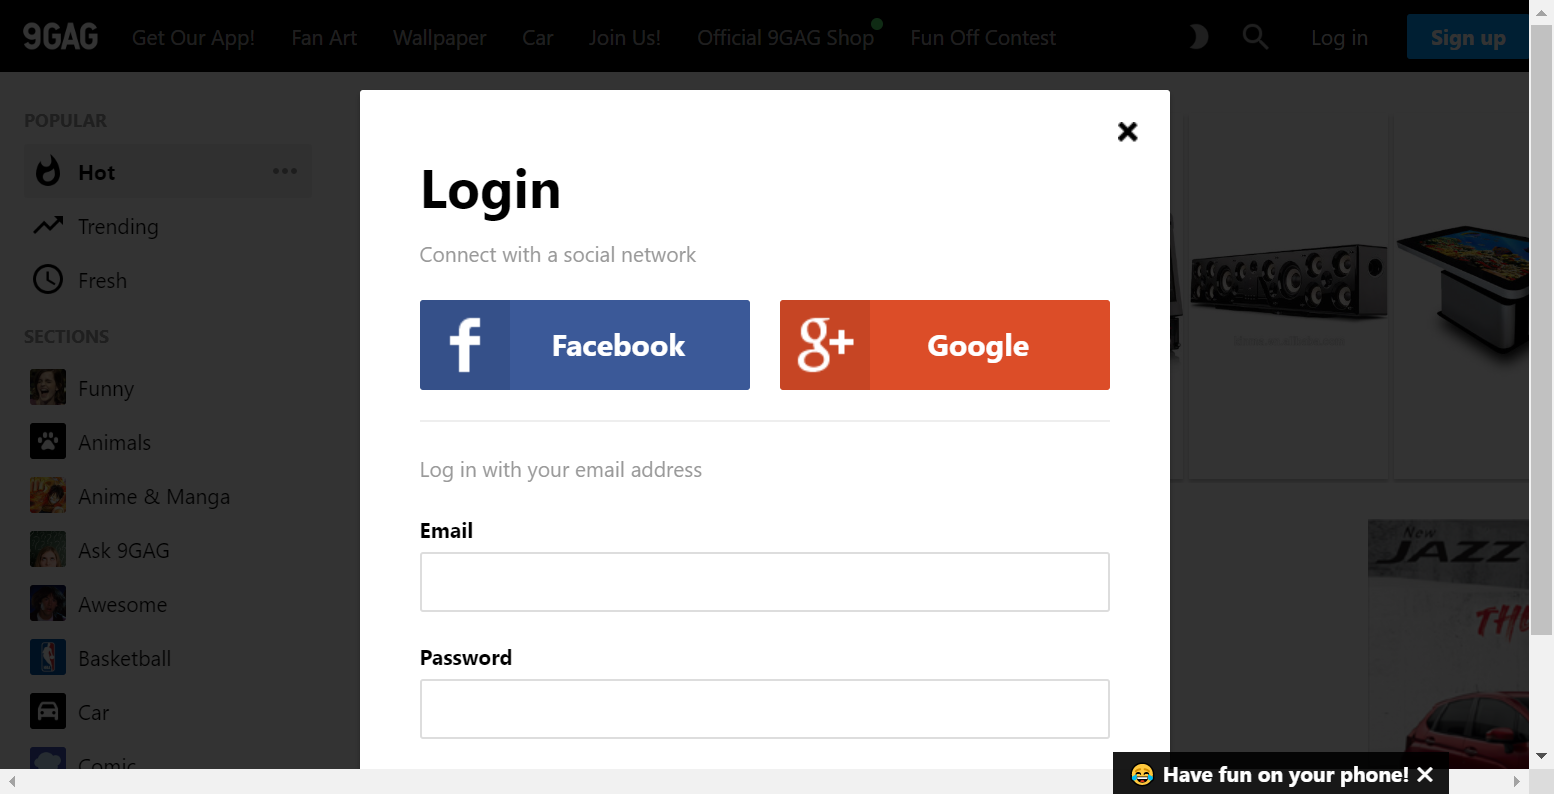 9GAG Get Our App! Fan Art Wallpaper Car Join Us! Official 9GAG Shop Fun Off Contest Log in Sign up
POPULAR
Hot
Trending
Fresh
SECTIONS
Funny
Animals
Anime & Manga
Ask 9GAG
Awesome
Basketball
Car
Comic
Login
Connect with a social network
f Facebook
g+ Google
Log in with your email address
Email
Password
New
JAZZ
😂 Have fun on your phone!